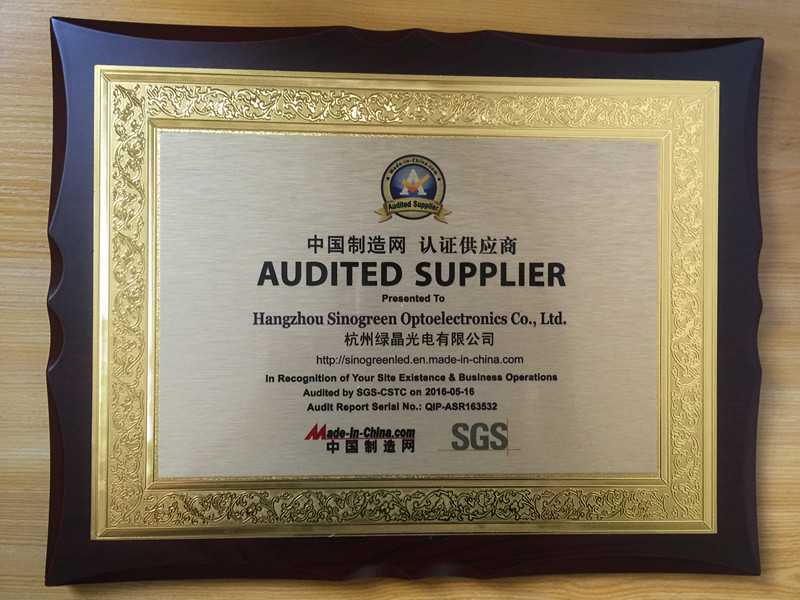 Made-in-China.com
Audited Supplier
中国制造网 认证供应商
AUDITED SUPPLIER
Presented To
Hangzhou Sinogreen Optoelectronics Co., Ltd.
杭州绿晶光电有限公司
http://sinogreenled.en.made-in-china.com
In Recognition of Your Site Existence & Business Operations
Audited by SGS-CSTC on 2016-05-16
Audit Report Serial No.: QIP-ASR163532
Made-in-China.com
中国制造网
SGS